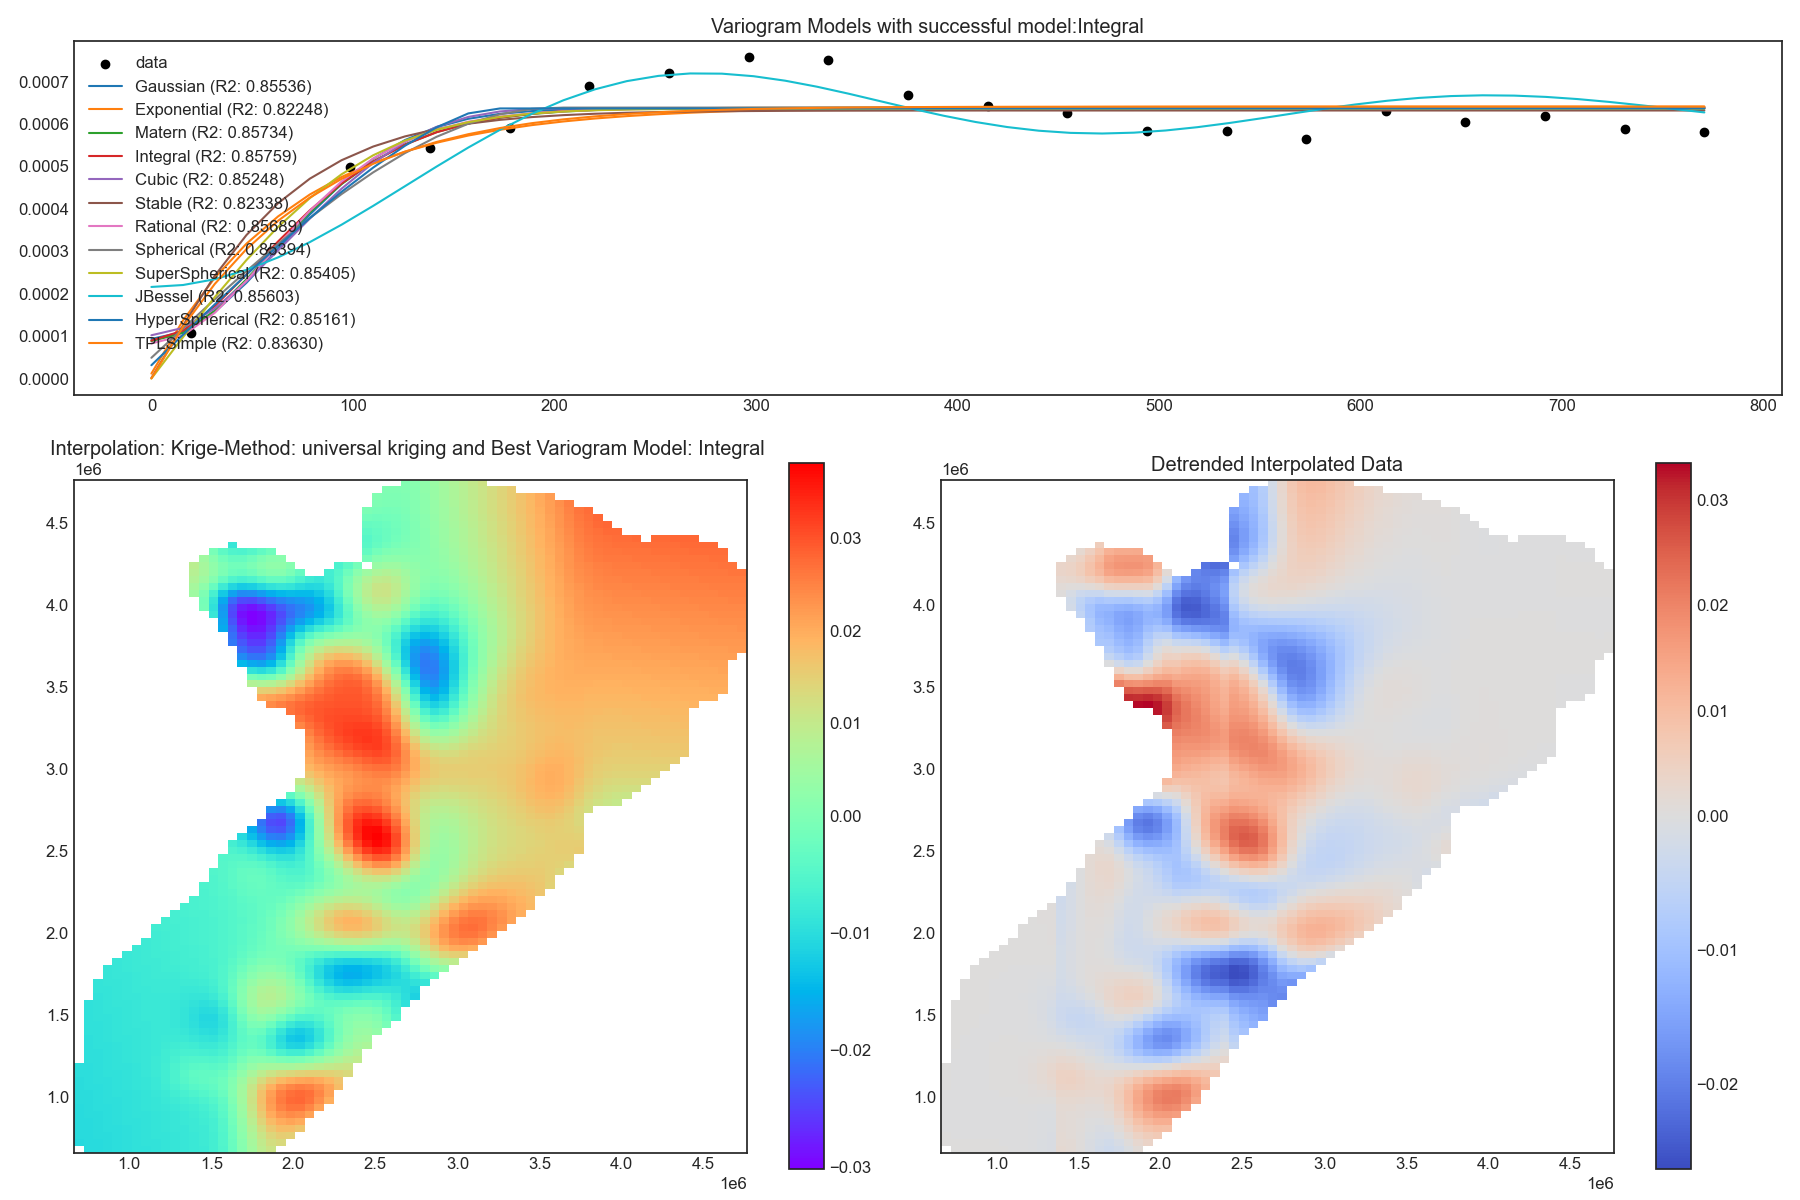 Variogram Models with successful model:Integral
data
Gaussian (R2: 0.85536)
Exponential (R2: 0.82248)
Matern (R2: 0.85734)
Integral (R2: 0.85759)
Cubic (R2: 0.85248)
Stable (R2: 0.82338)
Rational (R2: 0.85689)
Spherical (R2: 0.85394)
SuperSpherical (R2: 0.85405)
JBessel (R2: 0.85603)
HyperSpherical (R2: 0.85161)
TPLSimple (R2: 0.83630)
0.0007
0.0006
0.0005
0.0004
0.0003
0.0002
0.0001
0.0000
0 100 200 300 400 500 600 700 800
Interpolation: Krige-Method: universal kriging and Best Variogram Model: Integral
1e6
4.5
4.0
3.5
3.0
2.5
2.0
1.5
1.0
1.0 1.5 2.0 2.5 3.0 3.5 4.0 4.5
1e6
0.03
0.02
0.01
0.00
−0.01
−0.02
−0.03
Detrended Interpolated Data
1e6
4.5
4.0
3.5
3.0
2.5
2.0
1.5
1.0
1.0 1.5 2.0 2.5 3.0 3.5 4.0 4.5
1e6
0.03
0.02
0.01
0.00
−0.01
−0.02